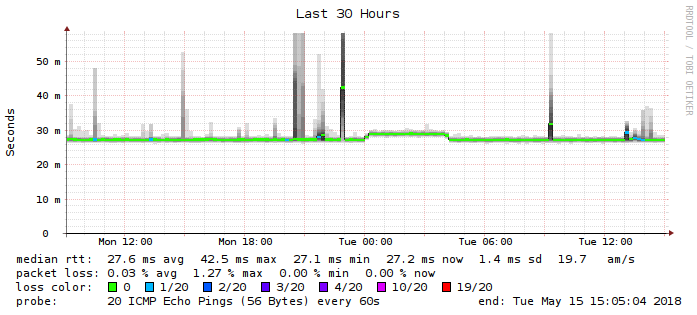 Last 30 Hours
RRDTOOL / TOBI OETIKER
Seconds
50 m
40 m
30 m
20 m
10 m
0
Mon 12:00 Mon 18:00 Tue 00:00 Tue 06:00 Tue 12:00
median rtt: 27.6 ms avg 42.5 ms max 27.1 ms min 27.2 ms now 1.4 ms sd 19.7 am/s
packet loss: 0.03 % avg 1.27 % max 0.00 % min 0.00 % now
loss color: 0 1/20 2/20 3/20 4/20 10/20 19/20
probe: 20 ICMP Echo Pings (56 Bytes) every 60s end: Tue May 15 15:05:04 2018